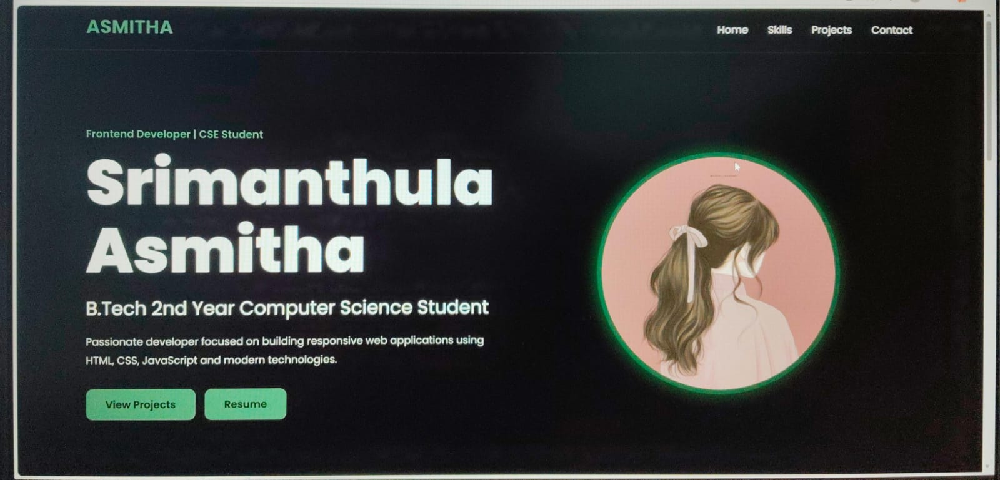 ASMITHA
Home Skills Projects Contact
Frontend Developer | CSE Student
Srimanthula
Asmitha
B.Tech 2nd Year Computer Science Student
Passionate developer focused on building responsive web applications using
HTML, CSS, JavaScript and modern technologies.
View Projects Resume